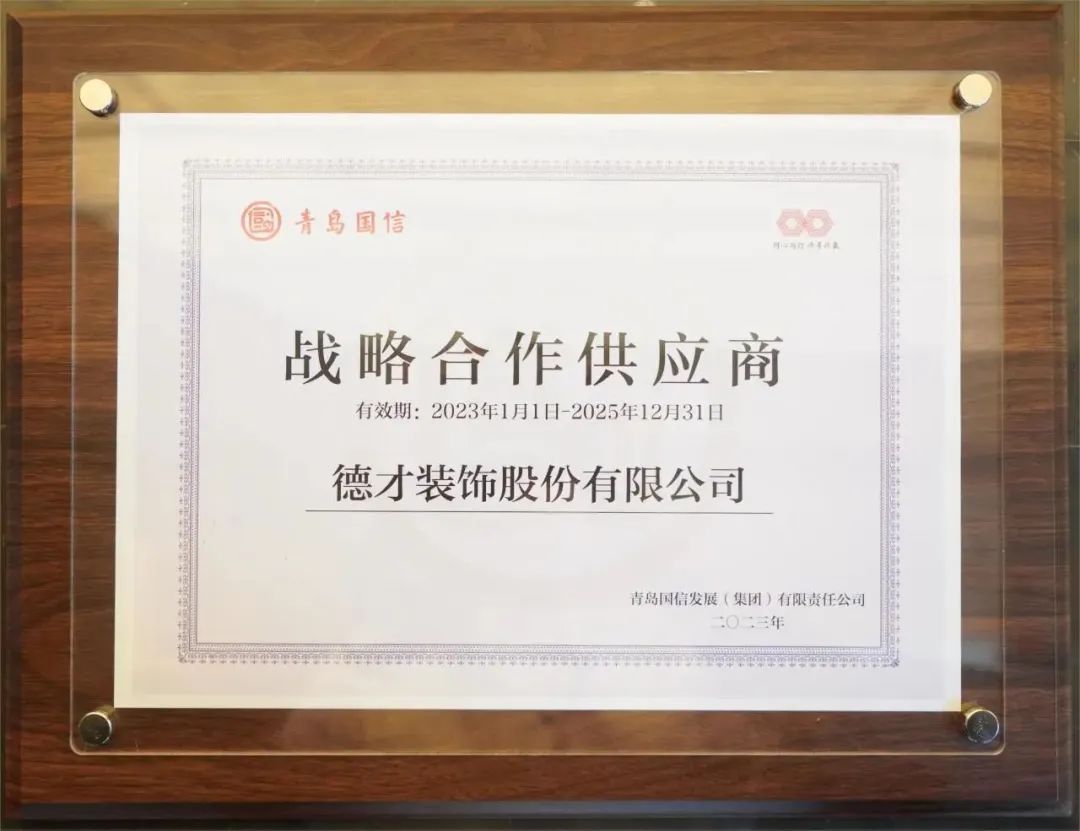 青岛国信
战略合作供应商
有效期：2023年1月1日-2025年12月31日
德才装饰股份有限公司
青岛国信发展（集团）有限责任公司
二〇二三年